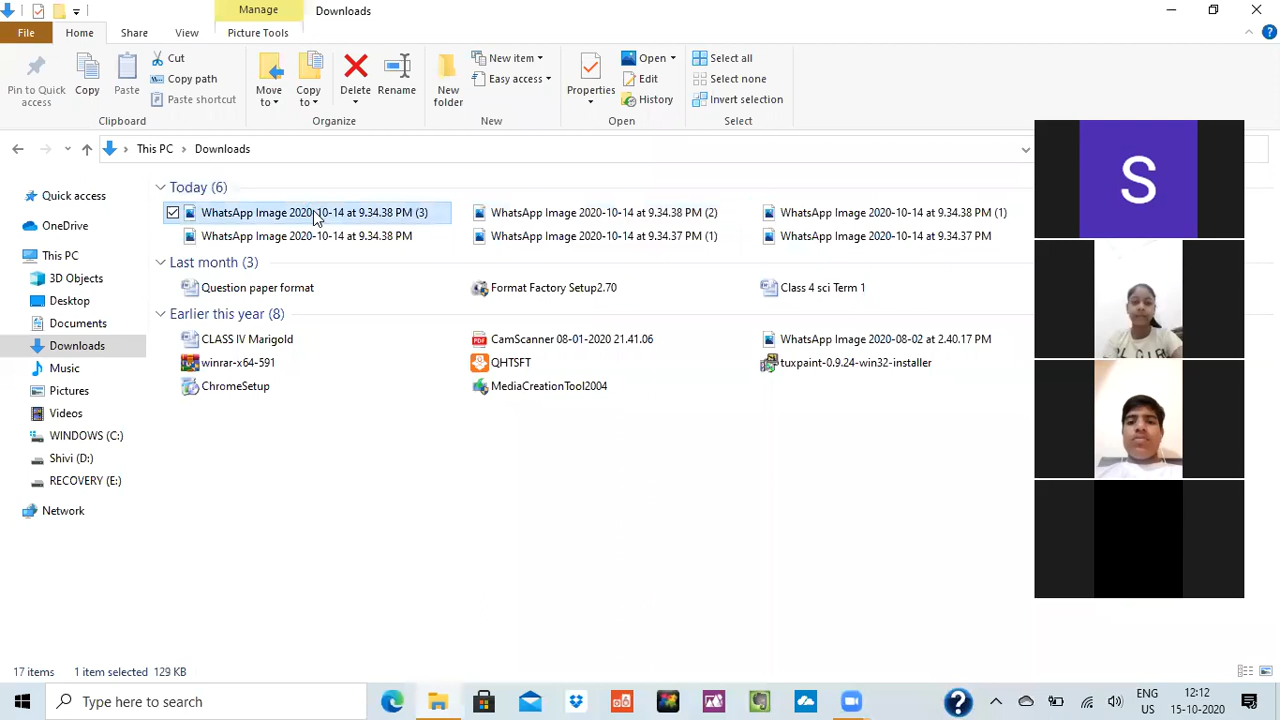 Manage
Downloads
File
Home
Share
View
Picture Tools
Pin to Quick access
Copy
Paste
Cut
Copy path
Paste shortcut
Clipboard
Move to
Copy to
Delete
Rename
Organize
New folder
New item
Easy access
New
Properties
Open
Edit
History
Open
Select all
Select none
Invert selection
Select
This PC > Downloads
Quick access
OneDrive
This PC
3D Objects
Desktop
Documents
Downloads
Music
Pictures
Videos
WINDOWS (C:)
Shivi (D:)
RECOVERY (E:)
Network
Today (6)
WhatsApp Image 2020-10-14 at 9.34.38 PM (3)
WhatsApp Image 2020-10-14 at 9.34.38 PM (2)
WhatsApp Image 2020-10-14 at 9.34.38 PM (1)
WhatsApp Image 2020-10-14 at 9.34.38 PM
WhatsApp Image 2020-10-14 at 9.34.37 PM (1)
WhatsApp Image 2020-10-14 at 9.34.37 PM
Last month (3)
Question paper format
Format Factory Setup2.70
Class 4 sci Term 1
Earlier this year (8)
CLASS IV Marigold
CamScanner 08-01-2020 21.41.06
WhatsApp Image 2020-08-02 at 2.40.17 PM
winrar-x64-591
QHTSFT
tuxpaint-0.9.24-win32-installer
ChromeSetup
MediaCreationTool2004
S
17 items
1 item selected 129 KB
Type here to search
ENG
US
12:12
15-10-2020